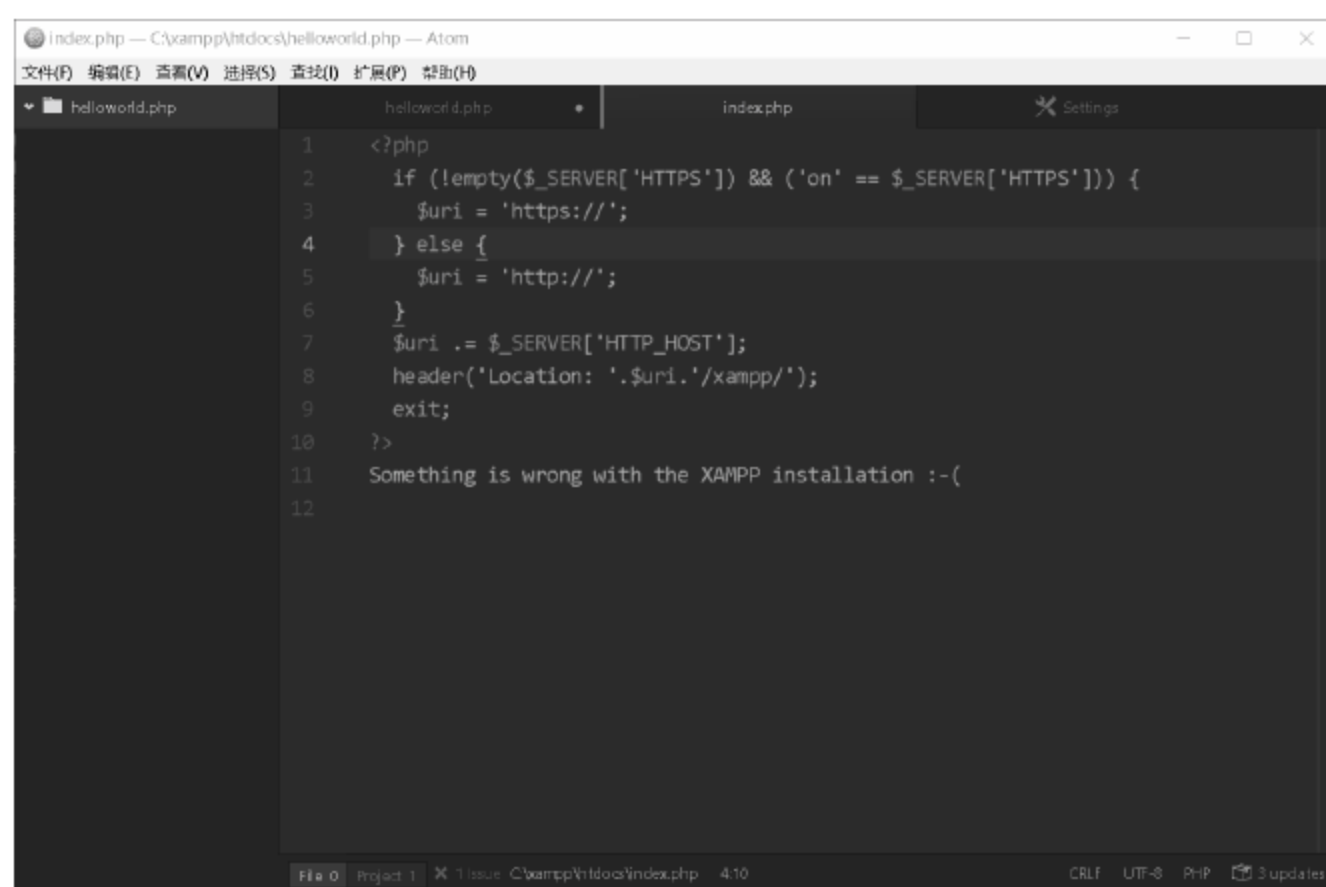 index.php — C:\xampp\htdocs\helloworld.php — Atom
文件(F) 编辑(E) 查看(V) 选择(S) 查找(I) 扩展(P) 帮助(H)
helloworld.php
helloworld.php index.php Settings
1 <?php
2 if (!empty($_SERVER['HTTPS']) && ('on' == $_SERVER['HTTPS'])) {
3 $uri = 'https://';
4 } else {
5 $uri = 'http://';
6 }
7 $uri .= $_SERVER['HTTP_HOST'];
8 header('Location: '.$uri.'/xampp/');
9 exit;
10 ?>
11 Something is wrong with the XAMPP installation :-(
12
File 0 Project 1 1 Issue C:\xampp\htdocs\index.php 4:10 CRLF UTF-8 PHP 3 updates